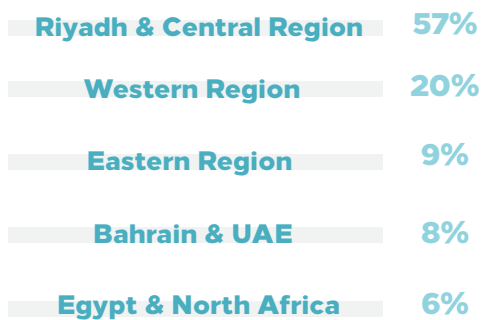 Riyadh & Central Region 57%
Western Region 20%
Eastern Region 9%
Bahrain & UAE 8%
Egypt & North Africa 6%